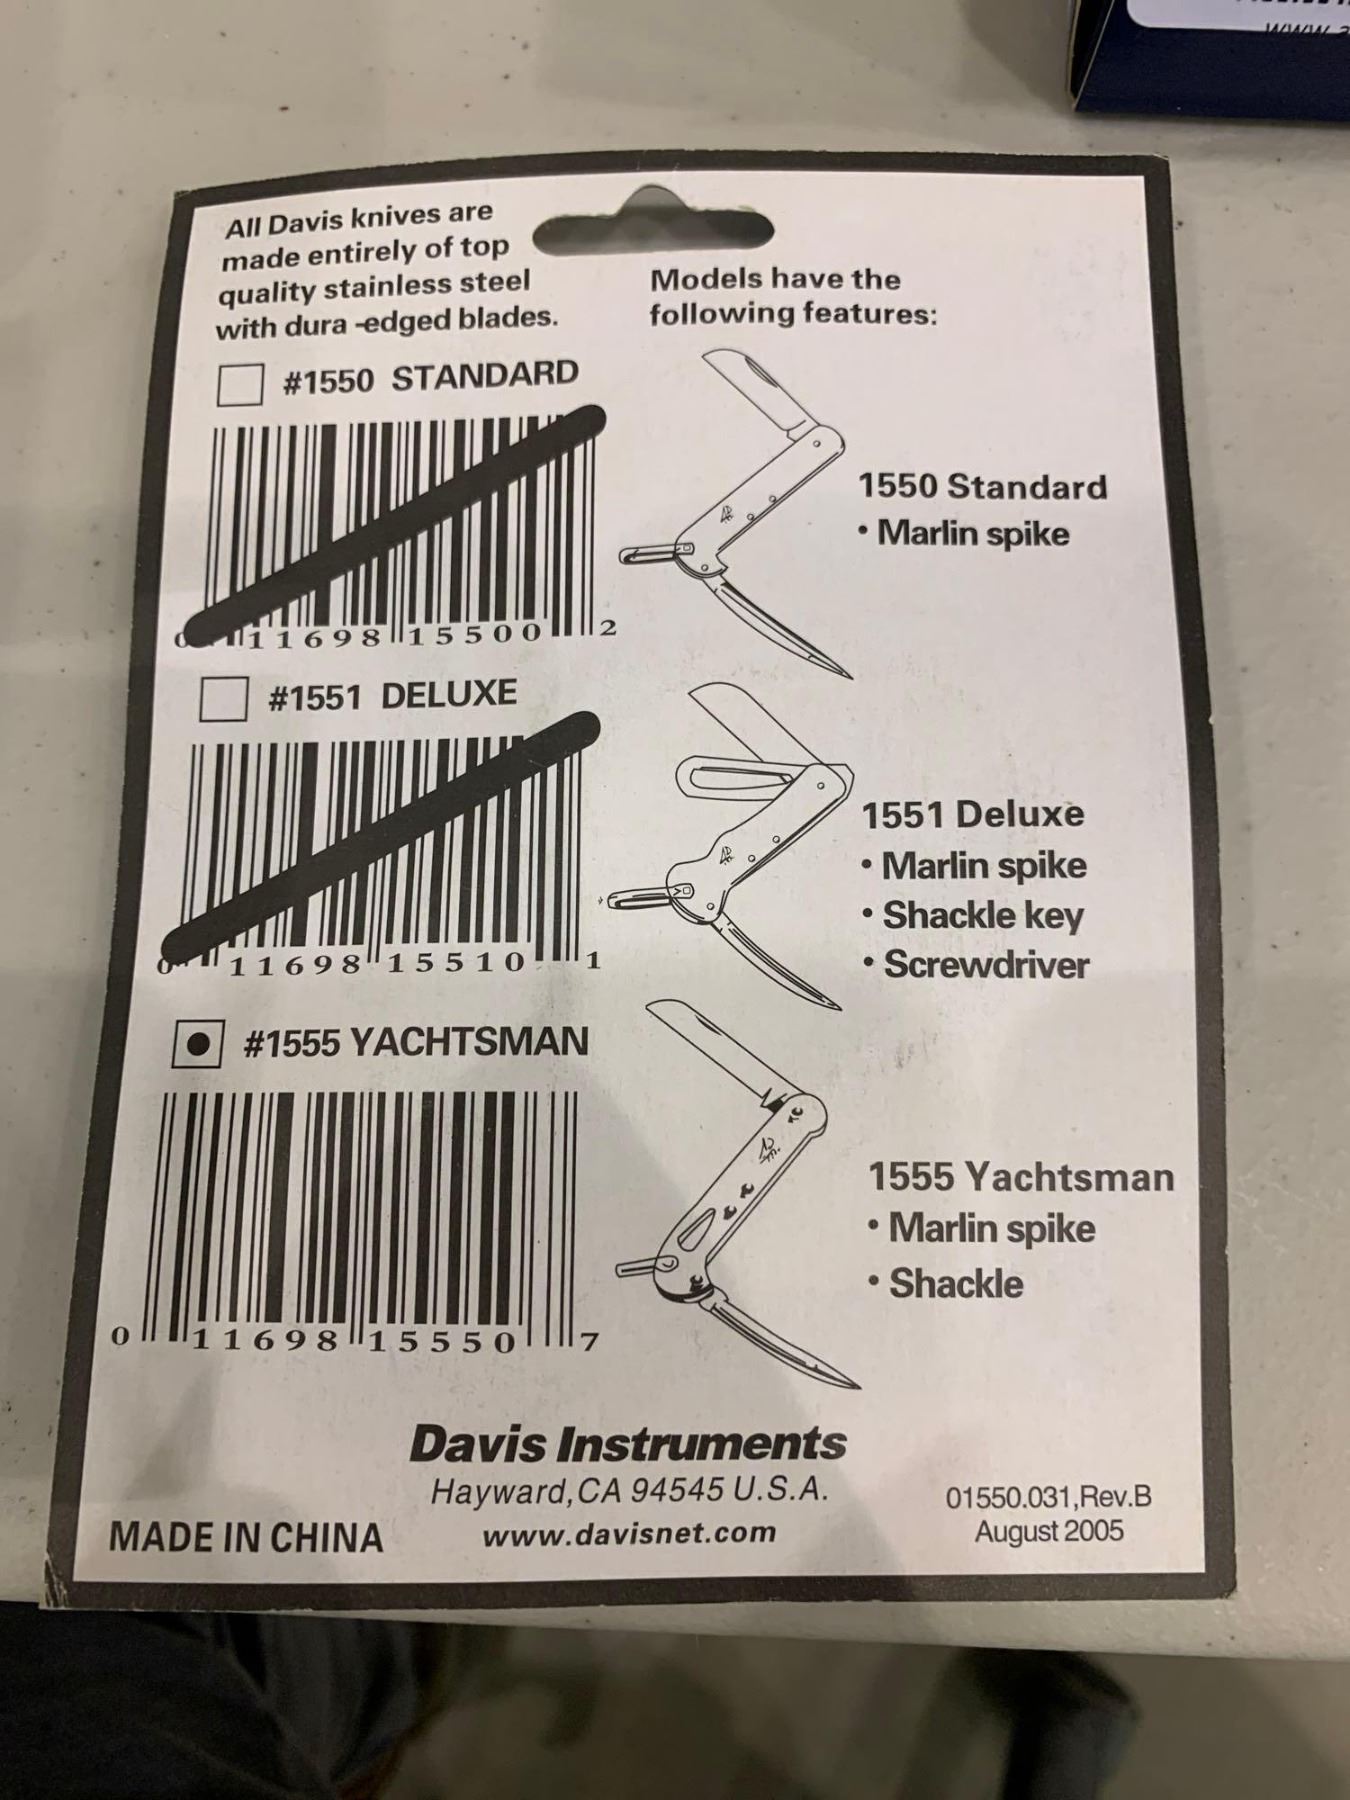 www.
All Davis knives are
made entirely of top
quality stainless steel
with dura -edged blades.
Models have the
following features:
#1550 STANDARD
11698 15500 2
1550 Standard
• Marlin spike
#1551 DELUXE
0 11698 15510 1
1551 Deluxe
• Marlin spike
• Shackle key
• Screwdriver
#1555 YACHTSMAN
0 11698 15550 7
1555 Yachtsman
• Marlin spike
• Shackle
Davis Instruments
Hayward,CA 94545 U.S.A.
www.davisnet.com
MADE IN CHINA
01550.031,Rev.B
August 2005